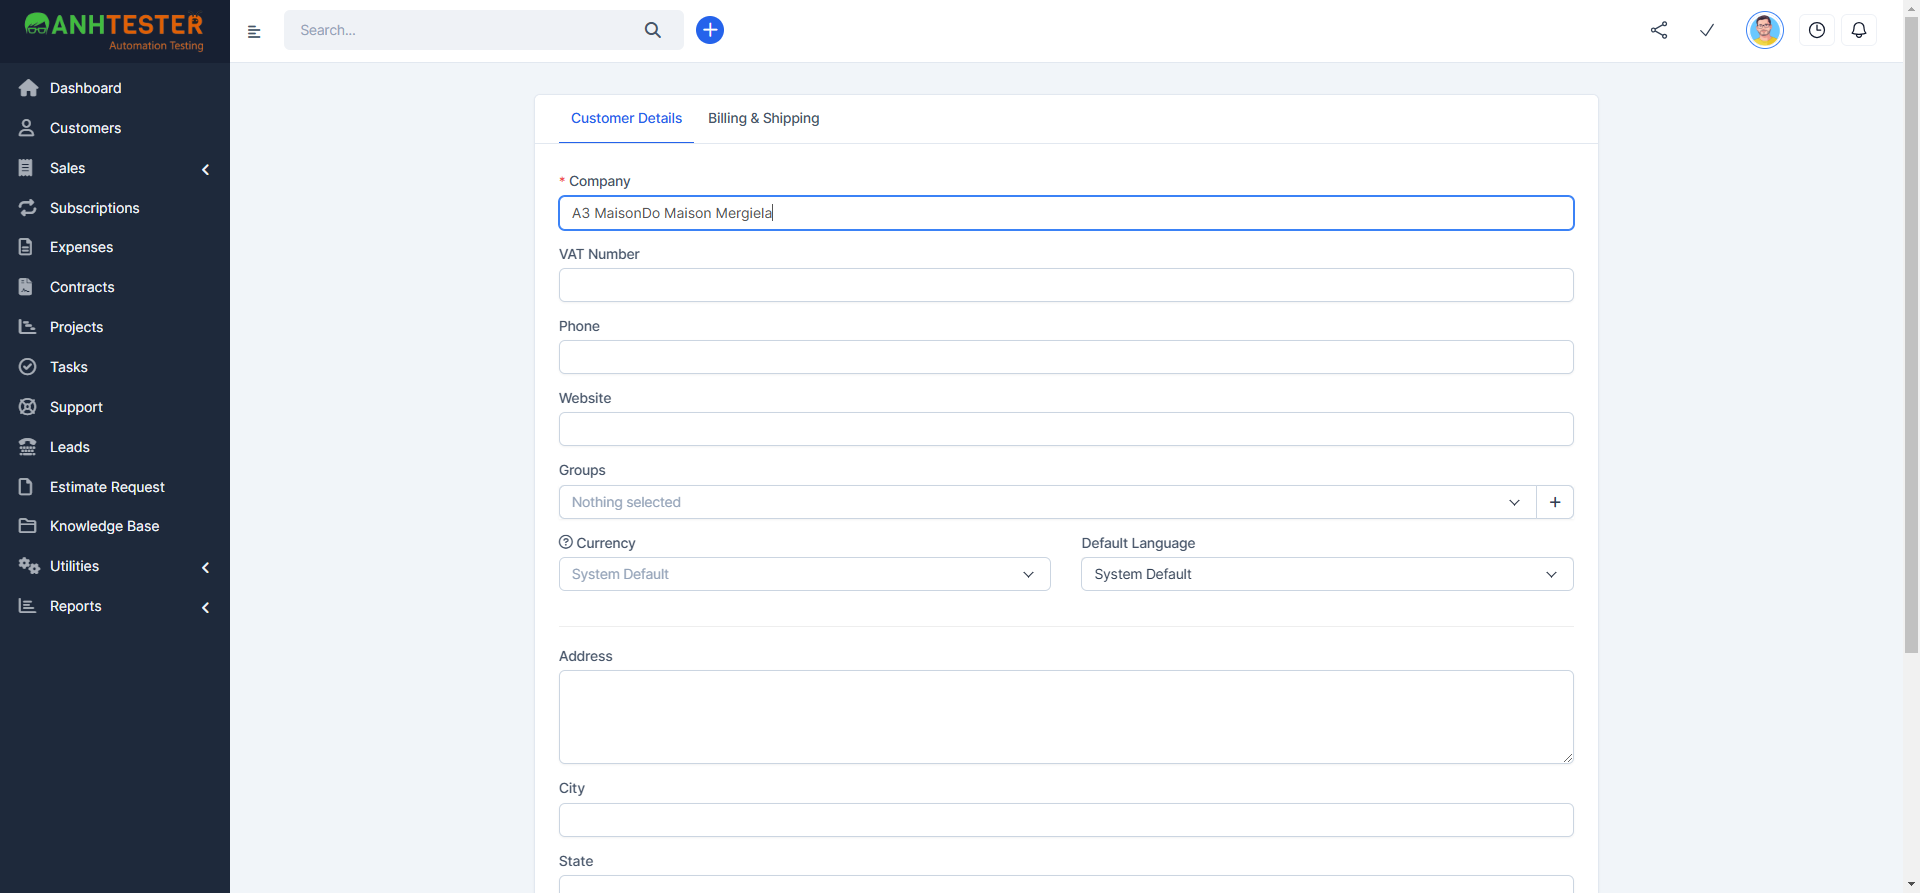 ANHTESTER
Automation Testing
Search...
Dashboard
Customers
Sales
Subscriptions
Expenses
Contracts
Projects
Tasks
Support
Leads
Estimate Request
Knowledge Base
Utilities
Reports
Customer Details
Billing & Shipping
* Company
A3 MaisonDo Maison Mergiela
VAT Number
Phone
Website
Groups
Nothing selected
Currency
Default Language
System Default
System Default
Address
City
State